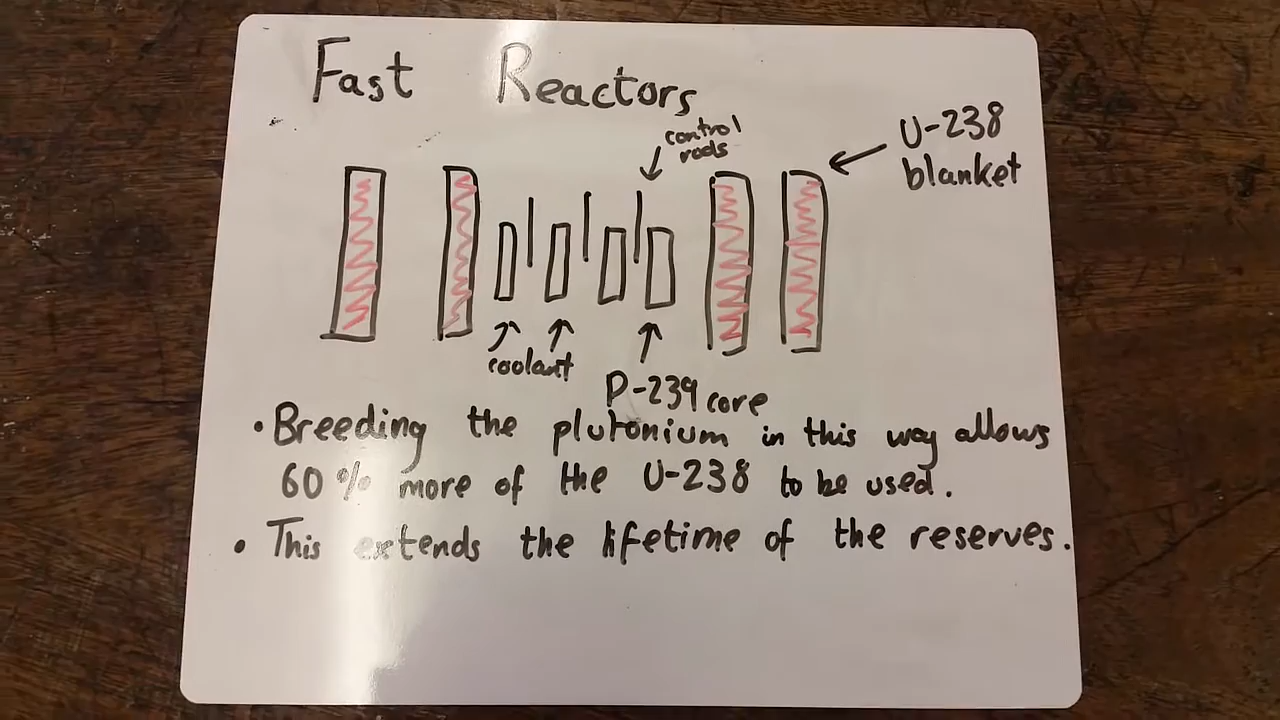 Fast Reactors
control
rods
U-238
blanket
coolant
P-239 core
• Breeding the plutonium in this way allows
60% more of the U-238 to be used.
• This extends the lifetime of the reserves.